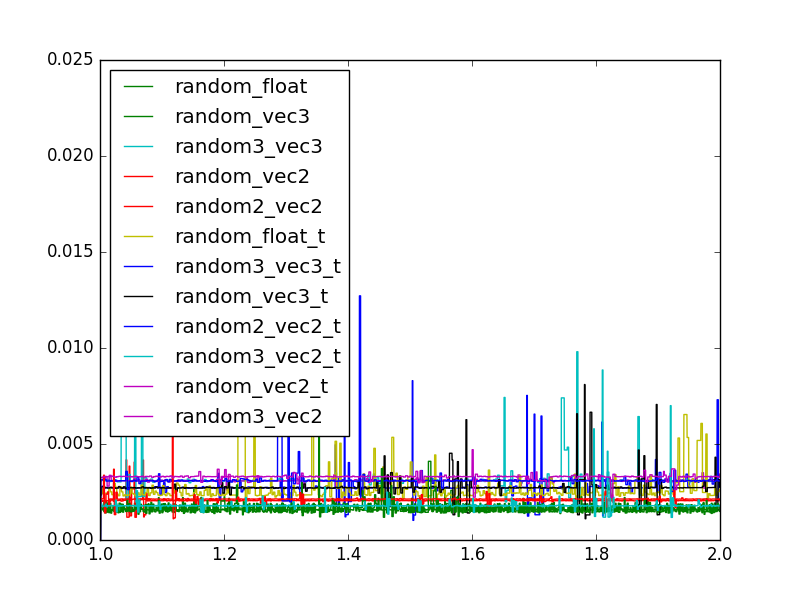 0.025
0.020
0.015
0.010
0.005
0.000
random_float
random_vec3
random3_vec3
random_vec2
random2_vec2
random_float_t
random3_vec3_t
random_vec3_t
random2_vec2_t
random3_vec2_t
random_vec2_t
random3_vec2
1.0 1.2 1.4 1.6 1.8 2.0